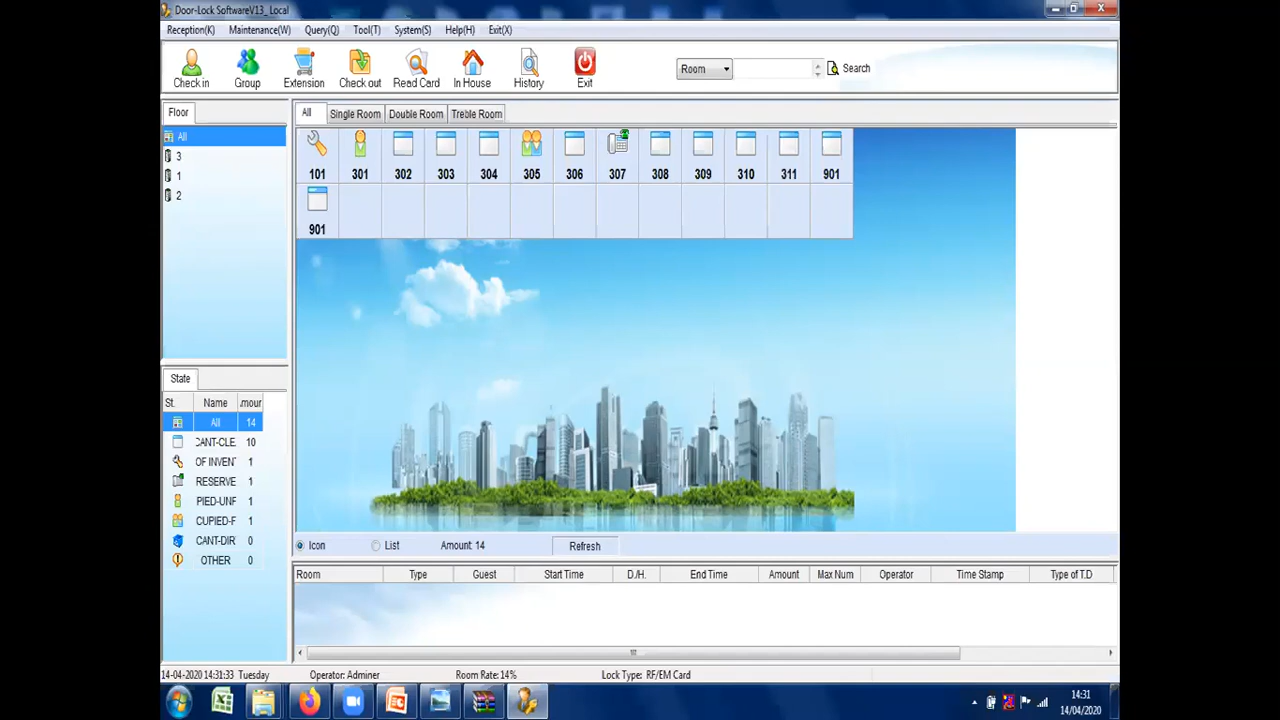 Door-Lock SoftwareV13_ Local
Reception(K) Maintenance(W) Query(Q) Tool(T) System(S) Help(H) Exit(X)
Check in Group Extension Check out Read Card In House History Exit
Room Search
Floor
All Single Room Double Room Treble Room
All
3
1
2
101 301 302 303 304 305 306 307 308 309 310 311 901
901
State
St. Name mour
All 14
CANT-CLE. 10
OF INVENT 1
RESERVE 1
PIED-UNF 1
CUPIED-F 1
CANT-DIR 0
OTHER 0
Icon List Amount: 14 Refresh
Room Type Guest Start Time D./H. End Time Amount Max Num Operator Time Stamp Type of T.D
14-04-2020 14:31:33 Tuesday Operator: Adminer Room Rate: 14% Lock Type: RF/EM Card
14:31
14/04/2020